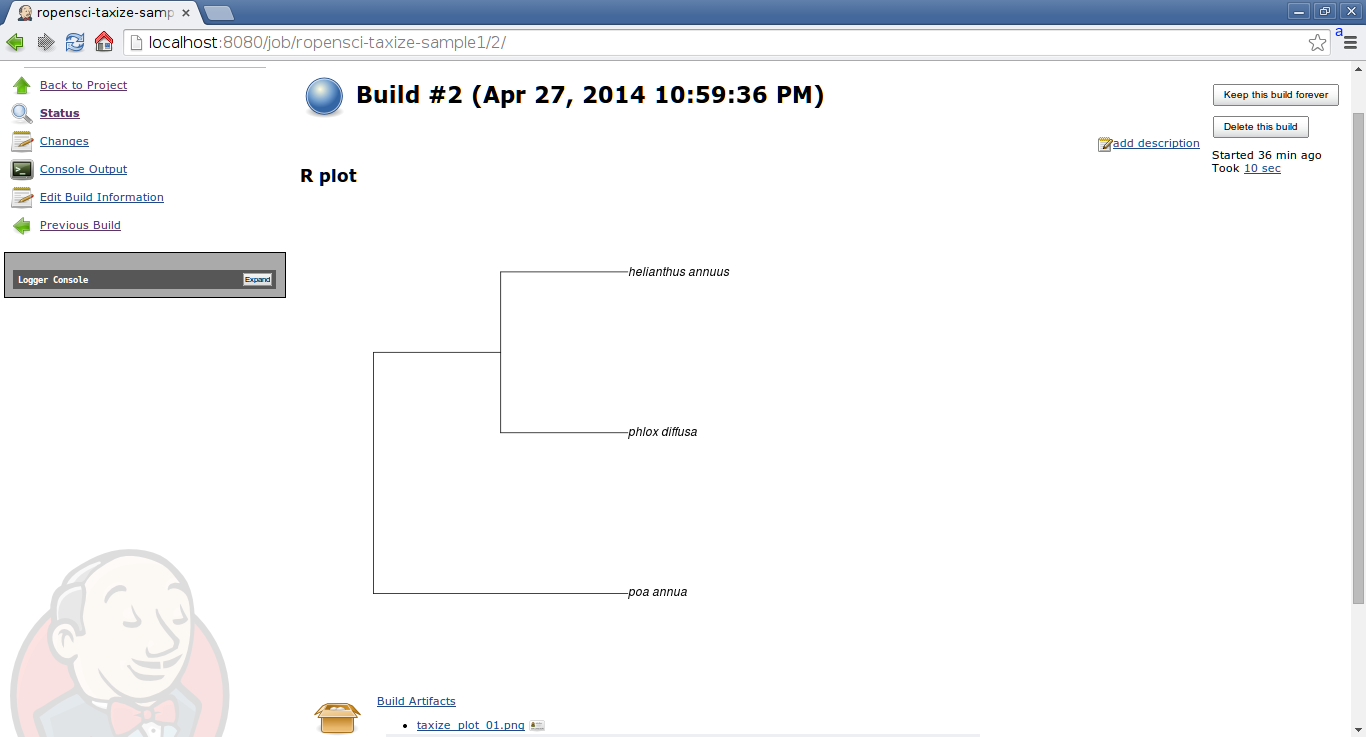 ropensci-taxize-samp
localhost:8080/job/ropensci-taxize-sample1/2/
a
Back to Project
Status
Changes
Console Output
Edit Build Information
Previous Build
Logger Console
Expand
Build #2 (Apr 27, 2014 10:59:36 PM)
Keep this build forever
Delete this build
add description
Started 36 min ago
Took 10 sec
R plot
helianthus annuus
phlox diffusa
poa annua
Build Artifacts
taxize_plot_01.png